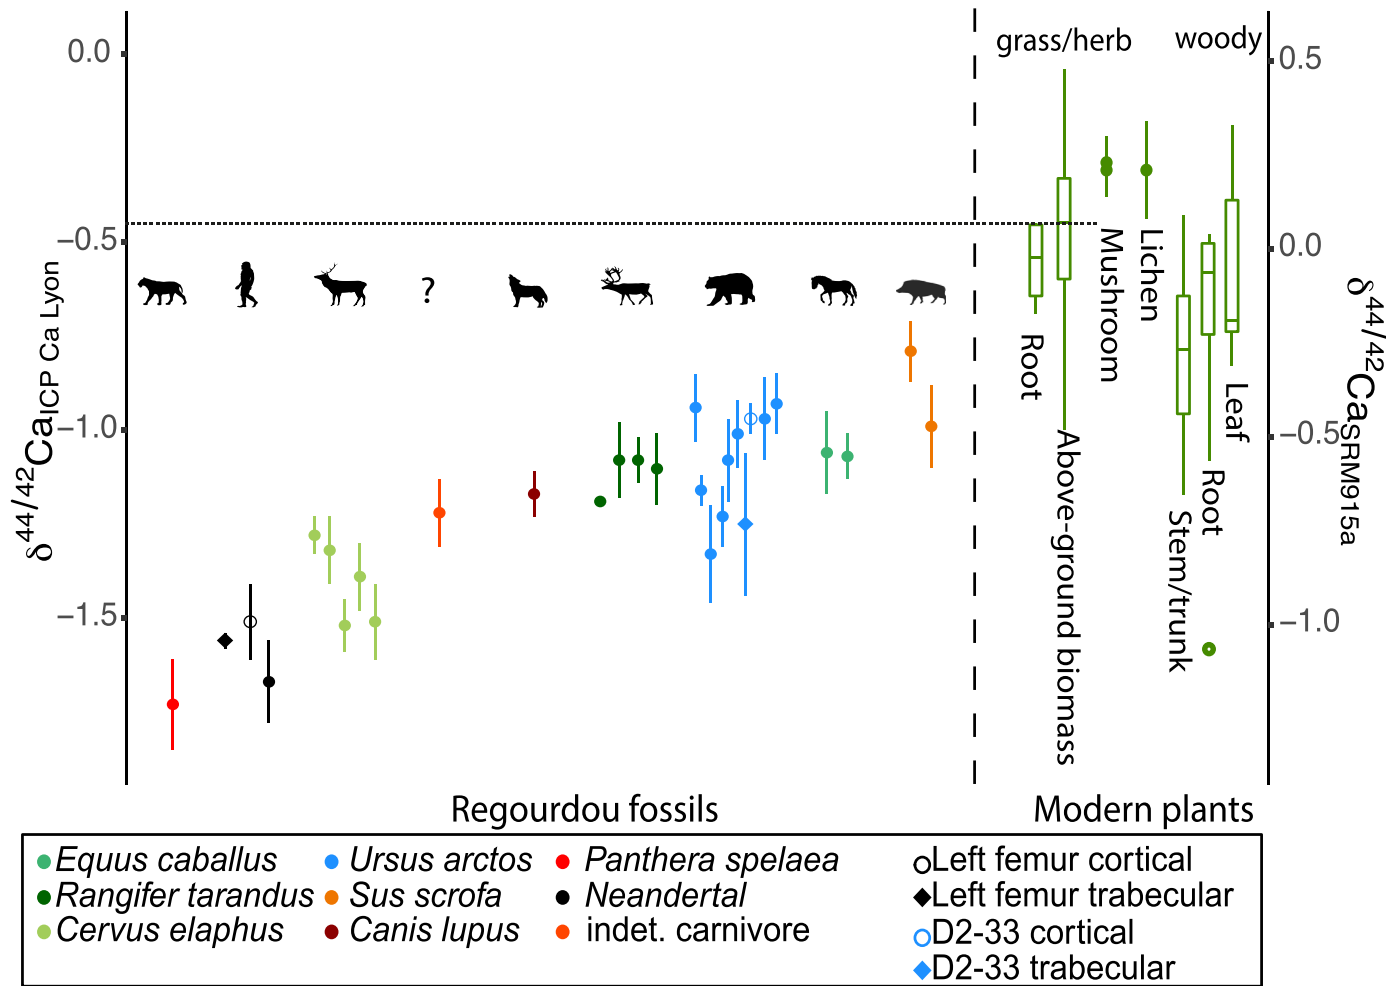 grass/herb
woody
0.0
−0.5
−1.0
−1.5
δ44/42CaICP Ca Lyon
?
0.5
0.0
−0.5
−1.0
δ44/42CaSRM915a
Root
Above-ground biomass
Mushroom
Lichen
Stem/trunk
Root
Leaf
Regourdou fossils
Modern plants
Equus caballus
Rangifer tarandus
Cervus elaphus
Ursus arctos
Sus scrofa
Canis lupus
Panthera spelaea
Neandertal
indet. carnivore
Left femur cortical
Left femur trabecular
D2-33 cortical
D2-33 trabecular